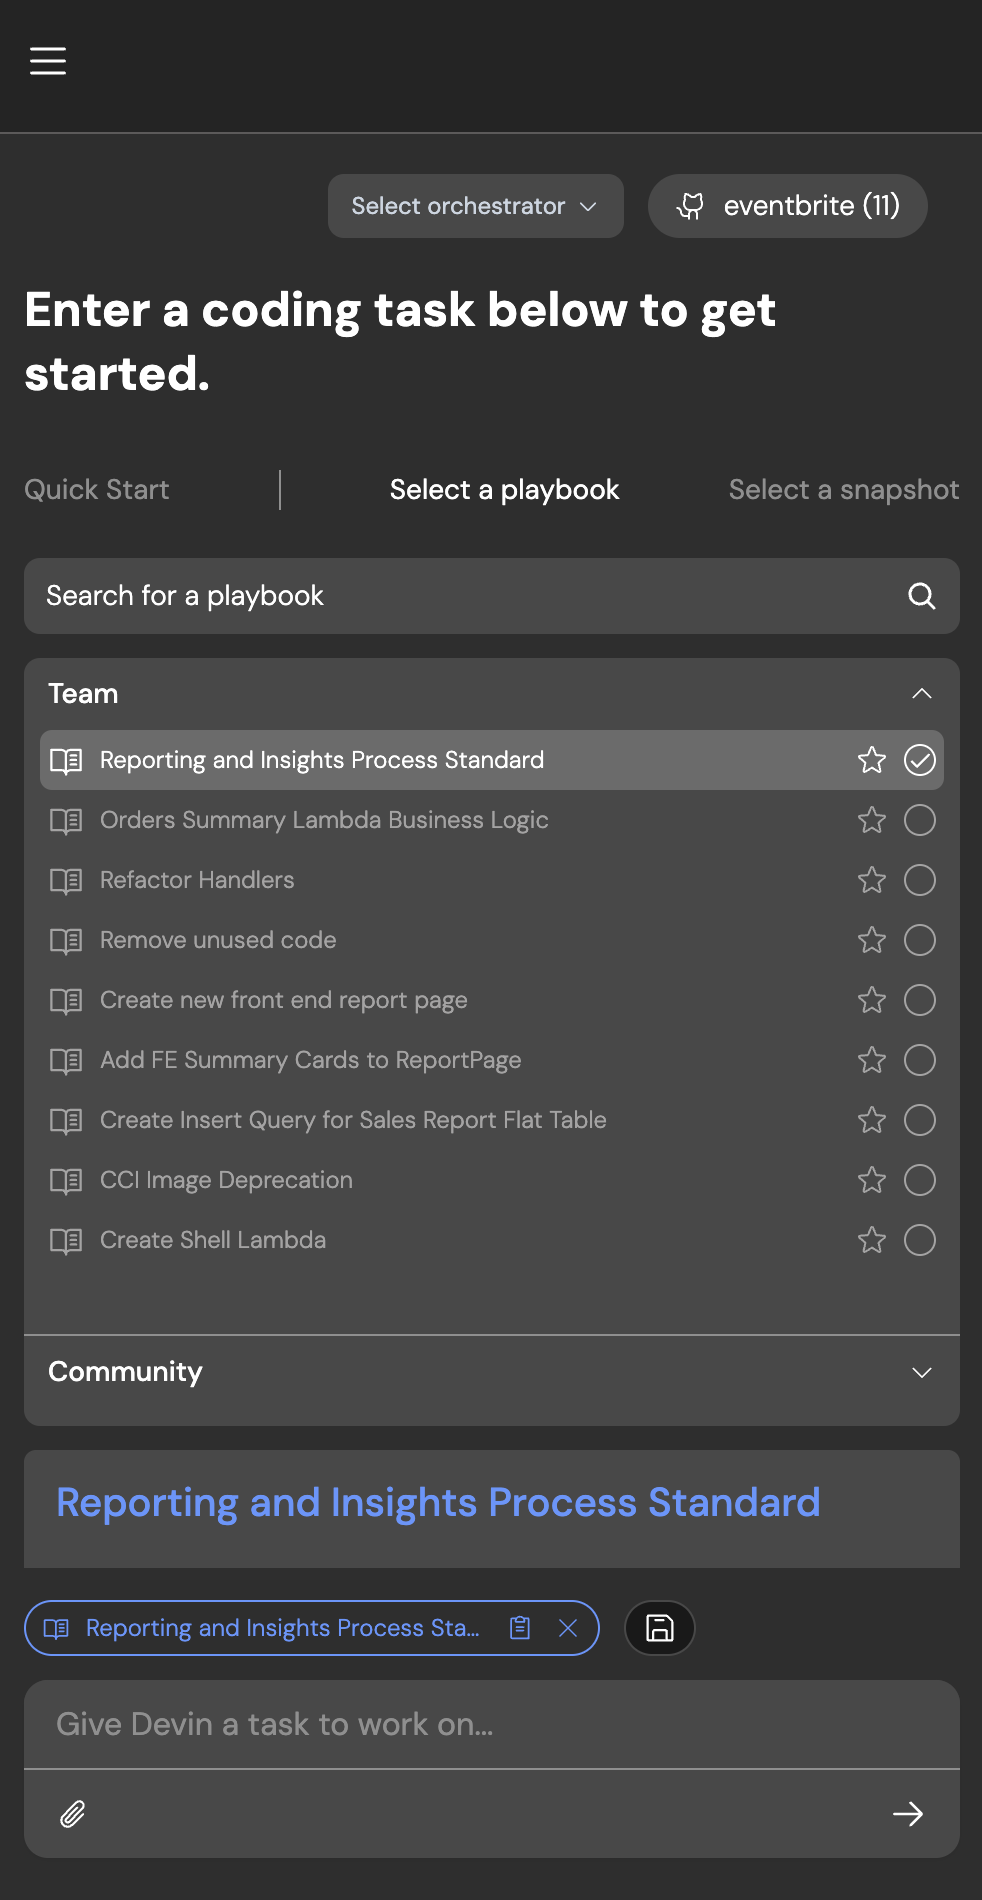 Select orchestrator
eventbrite (11)
Enter a coding task below to get
started.
Quick Start
Select a playbook
Select a snapshot
Search for a playbook
Team
Reporting and Insights Process Standard
Orders Summary Lambda Business Logic
Refactor Handlers
Remove unused code
Create new front end report page
Add FE Summary Cards to ReportPage
Create Insert Query for Sales Report Flat Table
CCI Image Deprecation
Create Shell Lambda
Community
Reporting and Insights Process Standard
Reporting and Insights Process Sta...
Give Devin a task to work on...